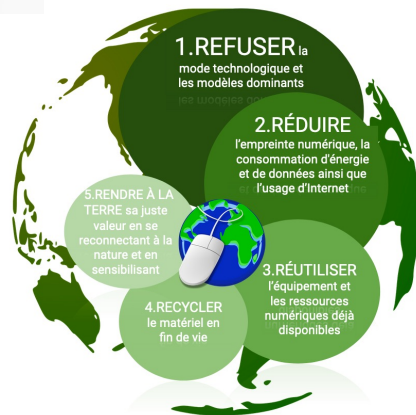 1.REFUSER la
mode technologique et
les modèles dominants
2.RÉDUIRE
l'empreinte numérique, la
consommation d'énergie
et de données ainsi que
l'usage d'Internet
3.RÉUTILISER
l'équipement et
les ressources
numériques déjà
disponibles
4.RECYCLER
le matériel en
fin de vie
5.RENDRE À LA
TERRE sa juste
valeur en se
reconnectant à la
nature et en
sensibilisant